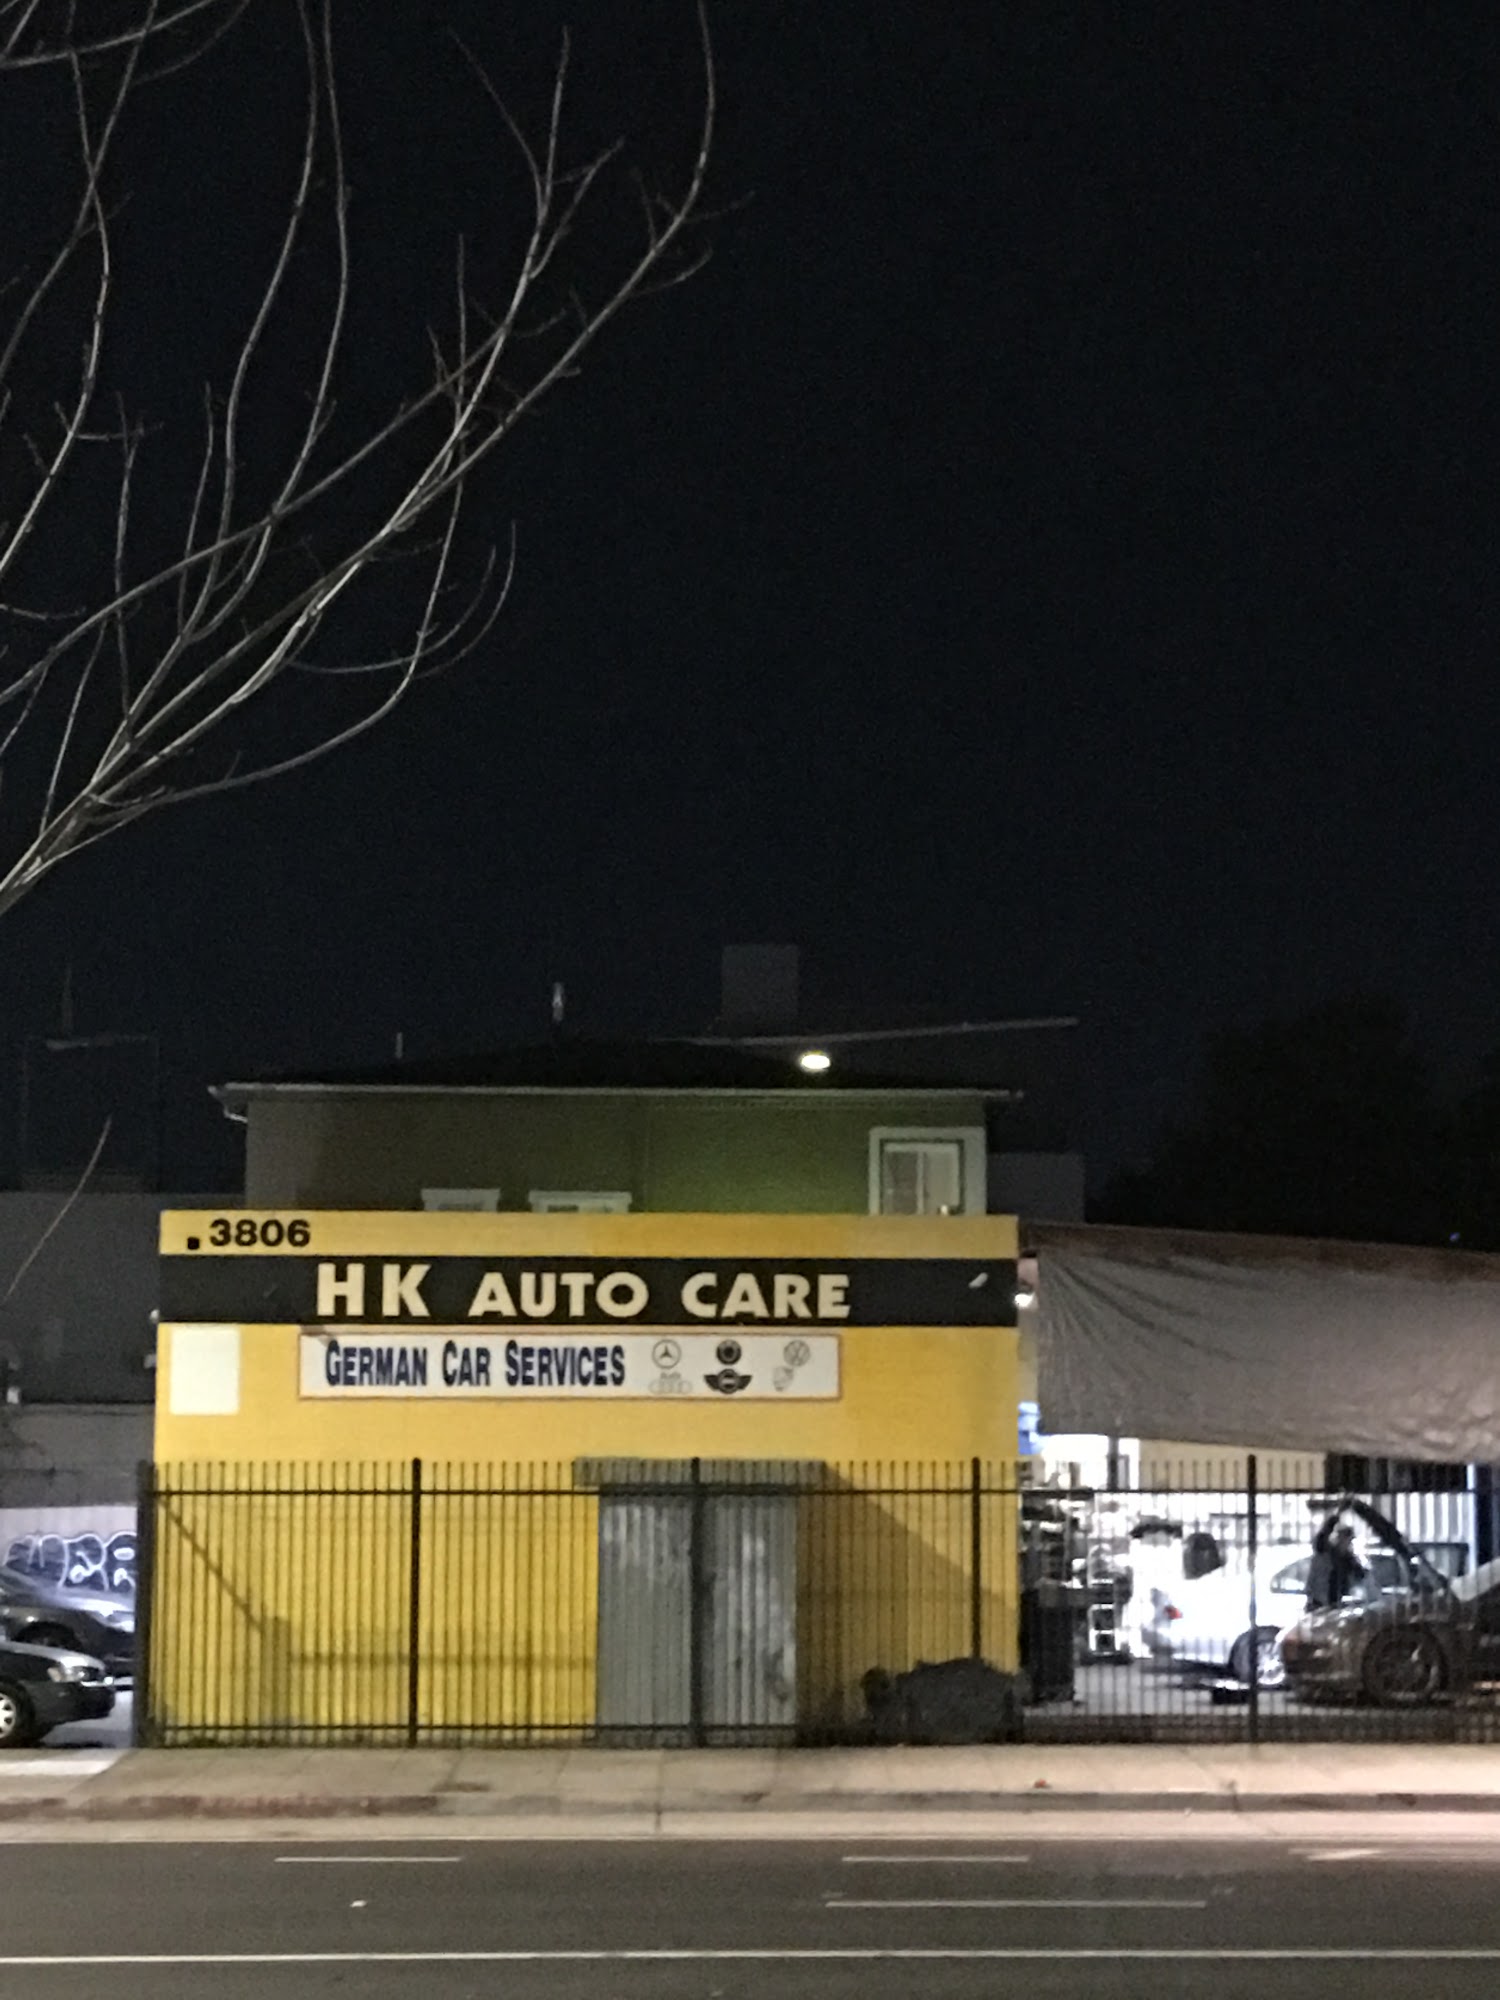 3806
HK AUTO CARE
GERMAN CAR SERVICES